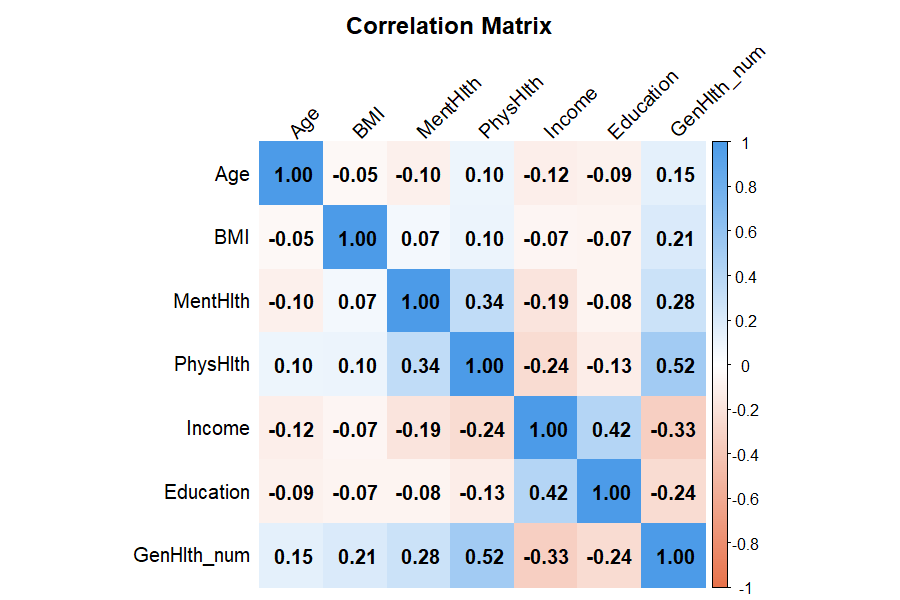 Correlation Matrix
Age BMI MentHlth PhysHlth Income Education GenHlth_num
Age 1.00 -0.05 -0.10 0.10 -0.12 -0.09 0.15
BMI -0.05 1.00 0.07 0.10 -0.07 -0.07 0.21
MentHlth -0.10 0.07 1.00 0.34 -0.19 -0.08 0.28
PhysHlth 0.10 0.10 0.34 1.00 -0.24 -0.13 0.52
Income -0.12 -0.07 -0.19 -0.24 1.00 0.42 -0.33
Education -0.09 -0.07 -0.08 -0.13 0.42 1.00 -0.24
GenHlth_num 0.15 0.21 0.28 0.52 -0.33 -0.24 1.00
1
0.8
0.6
0.4
0.2
0
-0.2
-0.4
-0.6
-0.8
-1